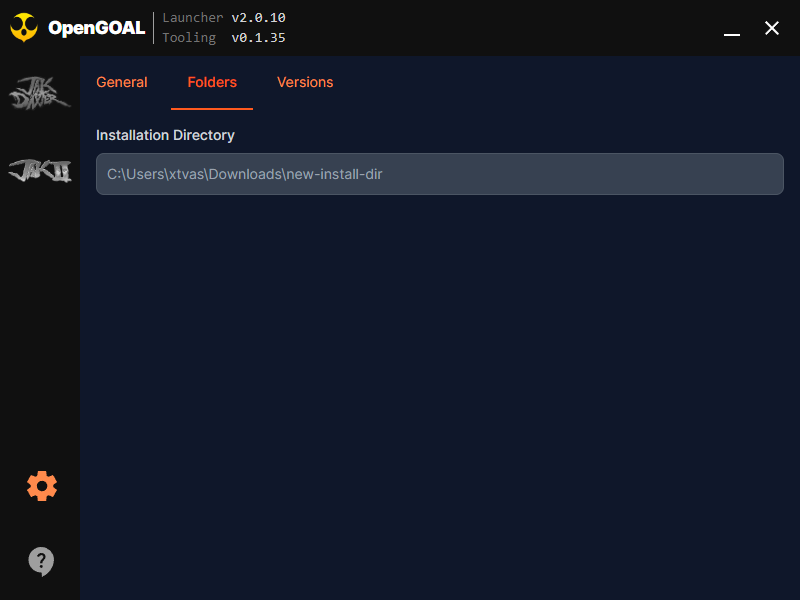 OpenGOAL
Launcher v2.0.10
Tooling v0.1.35
JAK
DAXTER
JAK II
General Folders Versions
Installation Directory
C:\Users\xtvas\Downloads\new-install-dir
?